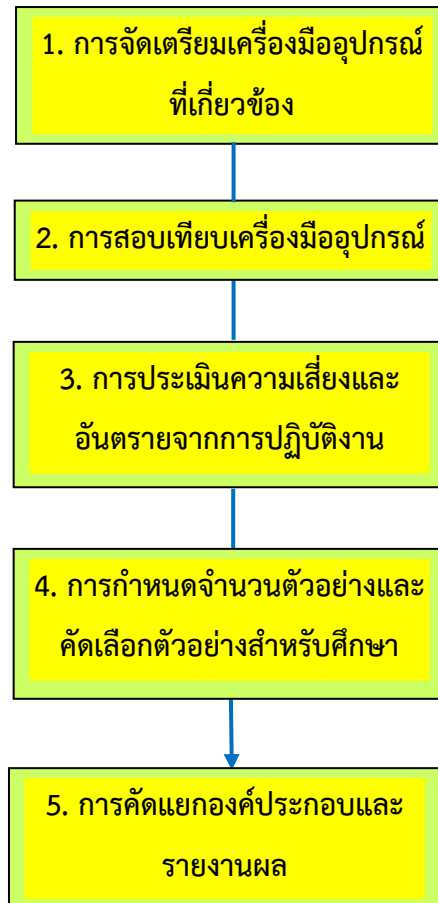 1. การจัดเตรียมเครื่องมืออุปกรณ์
ที่เกี่ยวข้อง
2. การสอบเทียบเครื่องมืออุปกรณ์
3. การประเมินความเสี่ยงและ
อันตรายจากการปฏิบัติงาน
4. การกำหนดจำนวนตัวอย่างและ
คัดเลือกตัวอย่างสำหรับศึกษา
5. การคัดแยกองค์ประกอบและ
รายงานผล